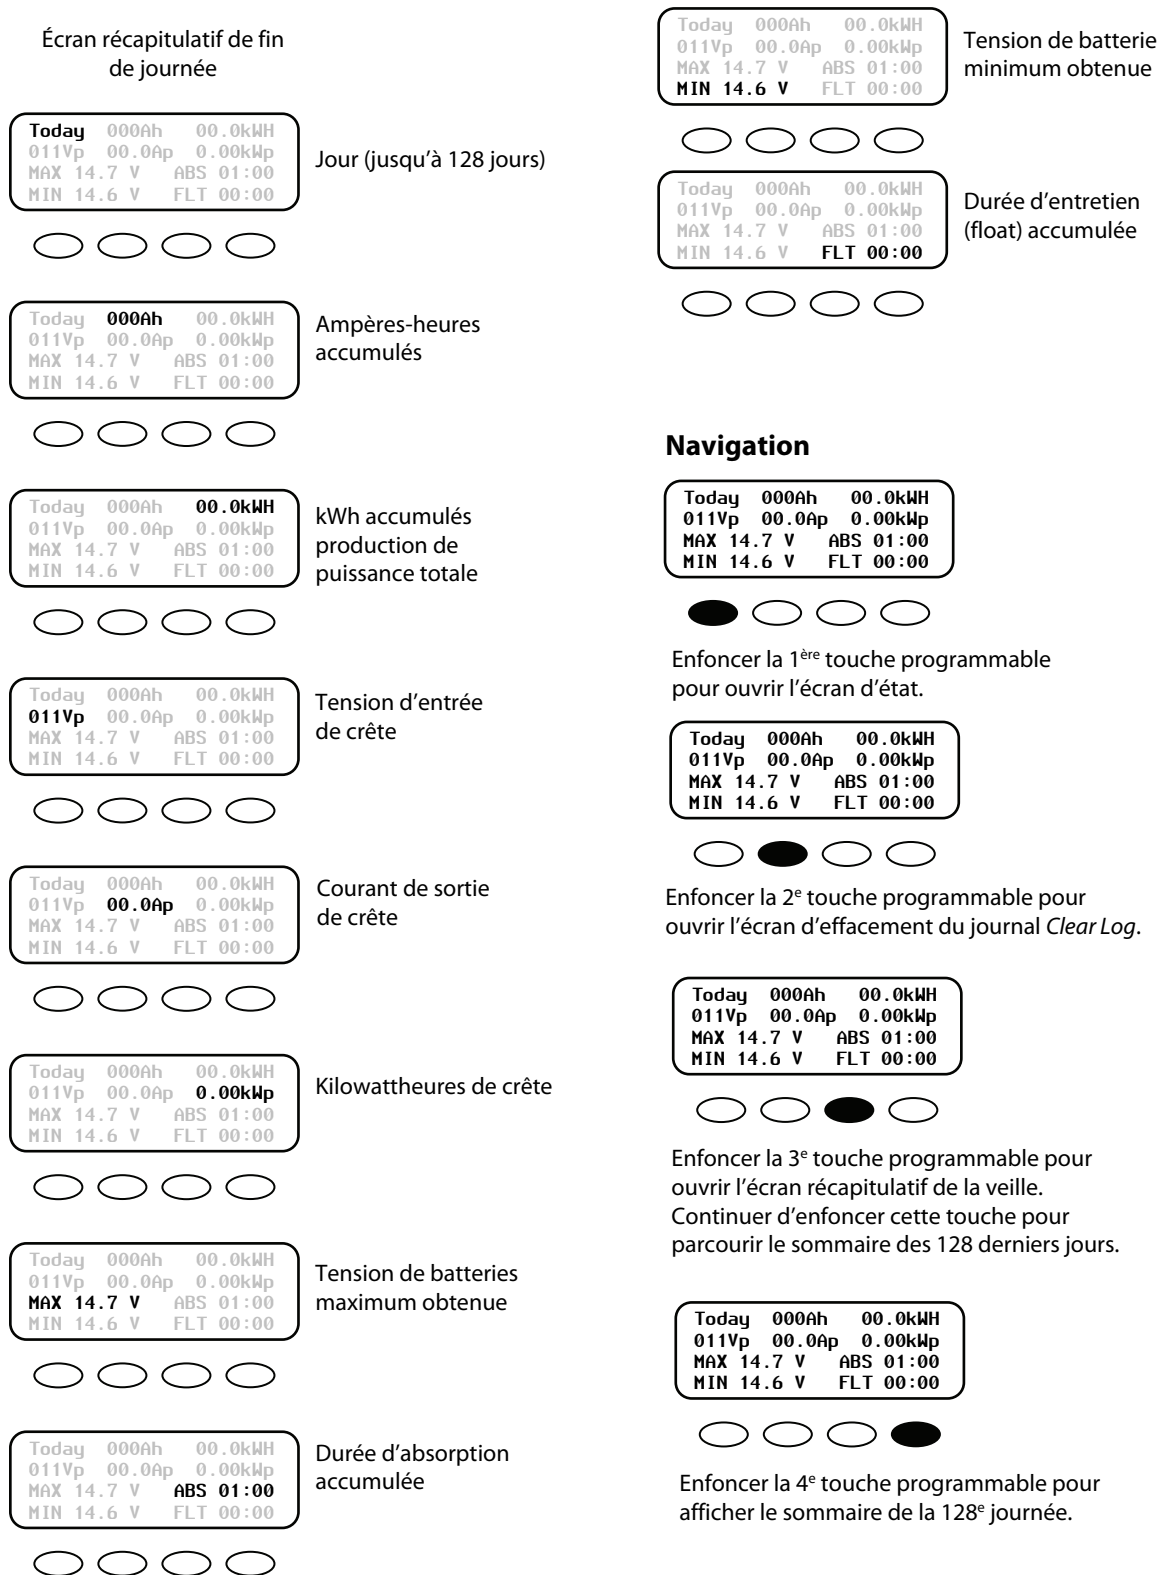 Écran récapitulatif de fin
de journée
Today 000Ah 00.0kWH
011Vp 00.0Ap 0.00kWp
MAX 14.7 V ABS 01:00
MIN 14.6 V FLT 00:00
Jour (jusqu'à 128 jours)
Today 000Ah 00.0kWH
011Vp 00.0Ap 0.00kWp
MAX 14.7 V ABS 01:00
MIN 14.6 V FLT 00:00
Ampères-heures
accumulés
Today 000Ah 00.0kWH
011Vp 00.0Ap 0.00kWp
MAX 14.7 V ABS 01:00
MIN 14.6 V FLT 00:00
kWh accumulés
production de
puissance totale
Today 000Ah 00.0kWH
011Vp 00.0Ap 0.00kWp
MAX 14.7 V ABS 01:00
MIN 14.6 V FLT 00:00
Tension d'entrée
de crête
Today 000Ah 00.0kWH
011Vp 00.0Ap 0.00kWp
MAX 14.7 V ABS 01:00
MIN 14.6 V FLT 00:00
Courant de sortie
de crête
Today 000Ah 00.0kWH
011Vp 00.0Ap 0.00kWp
MAX 14.7 V ABS 01:00
MIN 14.6 V FLT 00:00
Kilowattheures de crête
Today 000Ah 00.0kWH
011Vp 00.0Ap 0.00kWp
MAX 14.7 V ABS 01:00
MIN 14.6 V FLT 00:00
Tension de batteries
maximum obtenue
Today 000Ah 00.0kWH
011Vp 00.0Ap 0.00kWp
MAX 14.7 V ABS 01:00
MIN 14.6 V FLT 00:00
Durée d'absorption
accumulée
Today 000Ah 00.0kWH
011Vp 00.0Ap 0.00kWp
MAX 14.7 V ABS 01:00
MIN 14.6 V FLT 00:00
Tension de batterie
minimum obtenue
Today 000Ah 00.0kWH
011Vp 00.0Ap 0.00kWp
MAX 14.7 V ABS 01:00
MIN 14.6 V FLT 00:00
Durée d'entretien
(float) accumulée
Navigation
Today 000Ah 00.0kWH
011Vp 00.0Ap 0.00kWp
MAX 14.7 V ABS 01:00
MIN 14.6 V FLT 00:00
Enfoncer la 1ère touche programmable
pour ouvrir l'écran d'état.
Today 000Ah 00.0kWH
011Vp 00.0Ap 0.00kWp
MAX 14.7 V ABS 01:00
MIN 14.6 V FLT 00:00
Enfoncer la 2e touche programmable pour
ouvrir l'écran d'effacement du journal Clear Log.
Today 000Ah 00.0kWH
011Vp 00.0Ap 0.00kWp
MAX 14.7 V ABS 01:00
MIN 14.6 V FLT 00:00
Enfoncer la 3e touche programmable pour
ouvrir l'écran récapitulatif de la veille.
Continuer d'enfoncer cette touche pour
parcourir le sommaire des 128 derniers jours.
Today 000Ah 00.0kWH
011Vp 00.0Ap 0.00kWp
MAX 14.7 V ABS 01:00
MIN 14.6 V FLT 00:00
Enfoncer la 4e touche programmable pour
afficher le sommaire de la 128e journée.